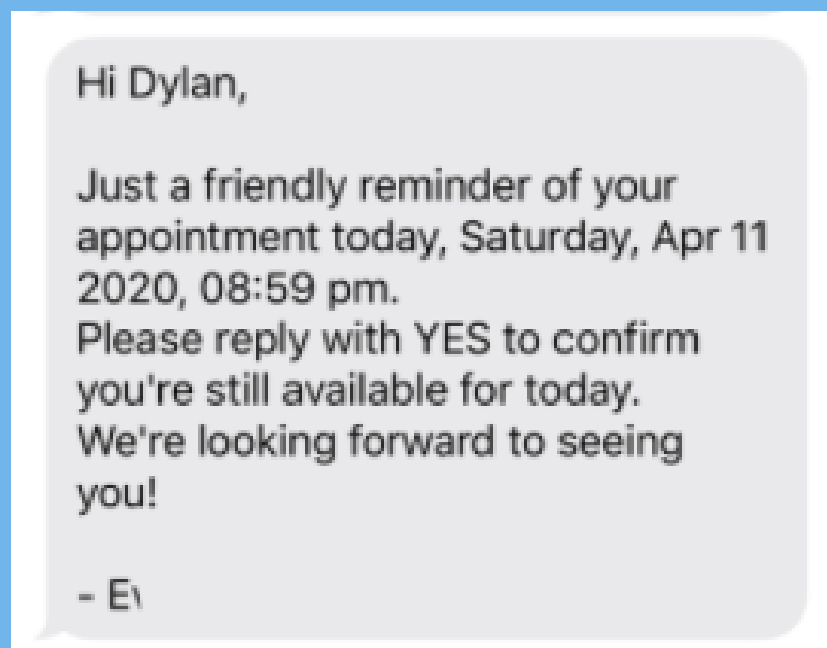 Hi Dylan,
Just a friendly reminder of your
appointment today, Saturday, Apr 11
2020, 08:59 pm.
Please reply with YES to confirm
you're still available for today.
We're looking forward to seeing
you!